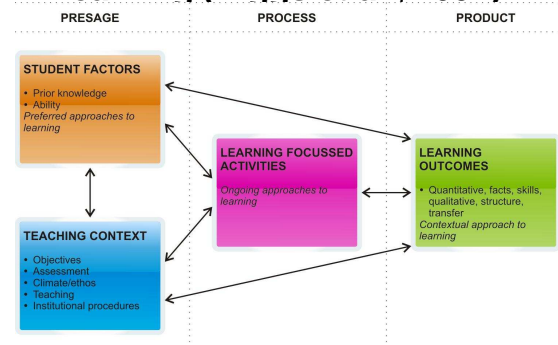 PRESAGE
PROCESS
PRODUCT
STUDENT FACTORS
• Prior knowledge
• Ability
Preferred approaches to
learning
LEARNING FOCUSSED
ACTIVITIES
Ongoing approaches to
learning
LEARNING
OUTCOMES
• Quantitative, facts, skills,
qualitative, structure,
transfer
Contextual approach to
learning
TEACHING CONTEXT
• Objectives
• Assessment
• Climate/ethos
• Teaching
• Institutional procedures